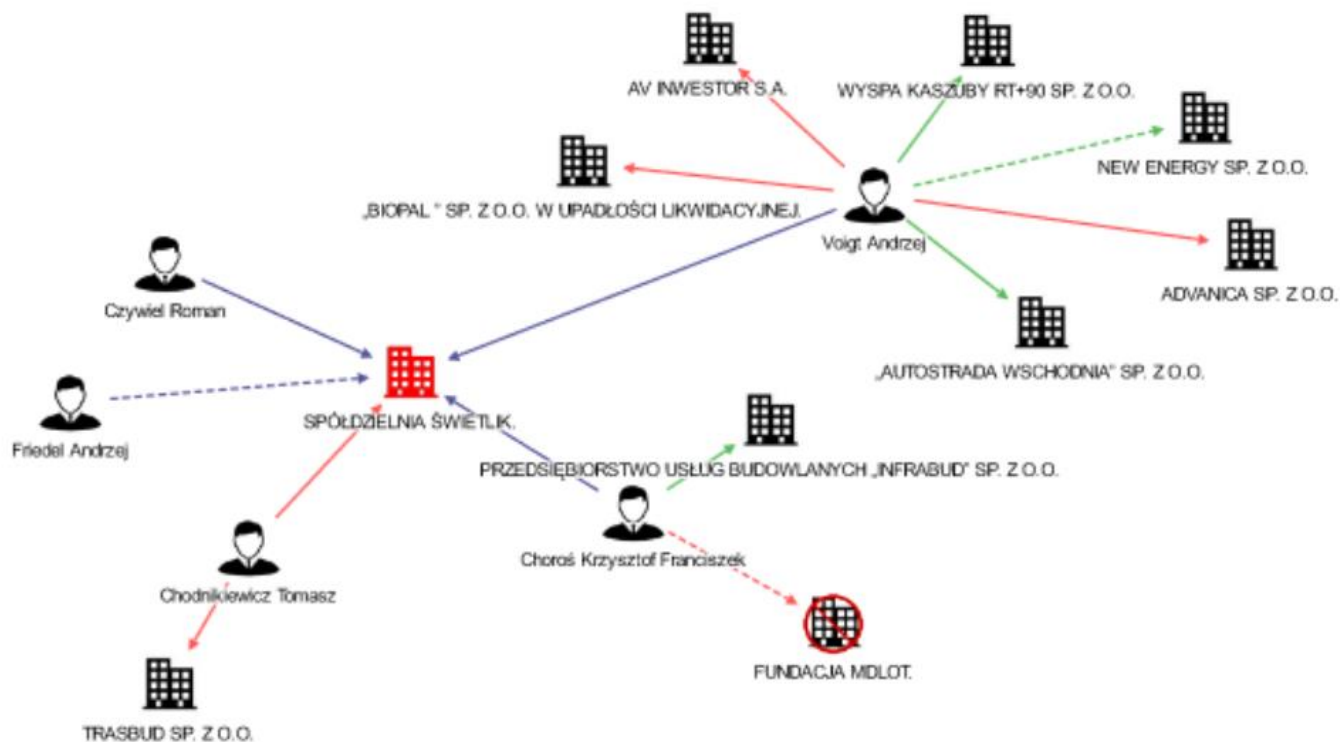 AV INWESTOR S.A.
WYSPA KASZUBY RT+90 SP. Z O.O.
NEW ENERGY SP. Z O.O.
„BIOPAL " SP. Z O.O. W UPADŁOŚCI LIKWIDACYJNEJ.
Voigt Andrzej
ADVANICA SP. Z O.O.
Czywiel Roman
„AUTOSTRADA WSCHODNIA" SP. Z O.O.
SPÓŁDZIELNIA ŚWIETLIK.
Friedel Andrzej
PRZEDSIĘBIORSTWO USŁUG BUDOWLANYCH „INFRABUD" SP. Z O.O.
Choroś Krzysztof Franciszek
Chodnikiewicz Tomasz
FUNDACJA MDLOT.
TRASBUD SP. Z O.O.